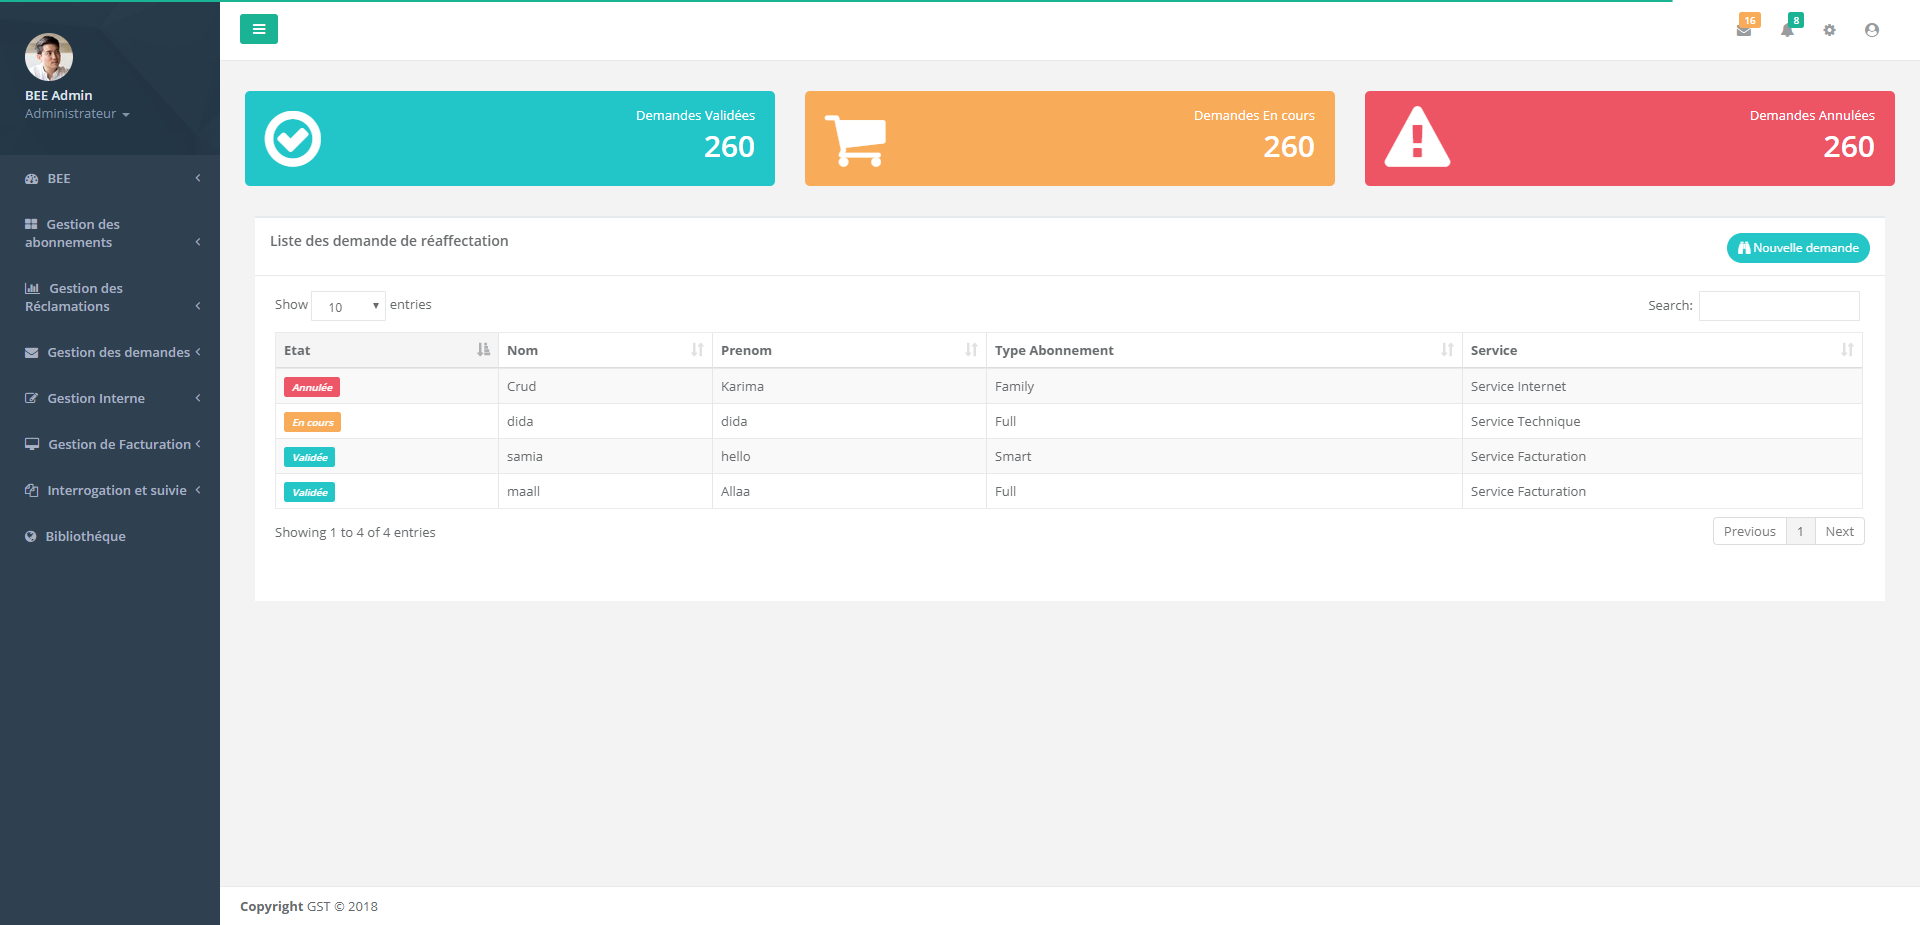 16
8
BEE Admin
Administrateur
BEE
Gestion des
abonnements
Gestion des
Réclamations
Gestion des demandes
Gestion Interne
Gestion de Facturation
Interrogation et suivie
Bibliothéque
Demandes Validées
260
Demandes En cours
260
Demandes Annulées
260
Liste des demande de réaffectation
Nouvelle demande
Show 10 entries
Search:
Etat Nom Prenom Type Abonnement Service
Annulée Crud Karima Family Service Internet
En cours dida dida Full Service Technique
Validée samia hello Smart Service Facturation
Validée maall Allaa Full Service Facturation
Showing 1 to 4 of 4 entries
Previous 1 Next
Copyright GST © 2018